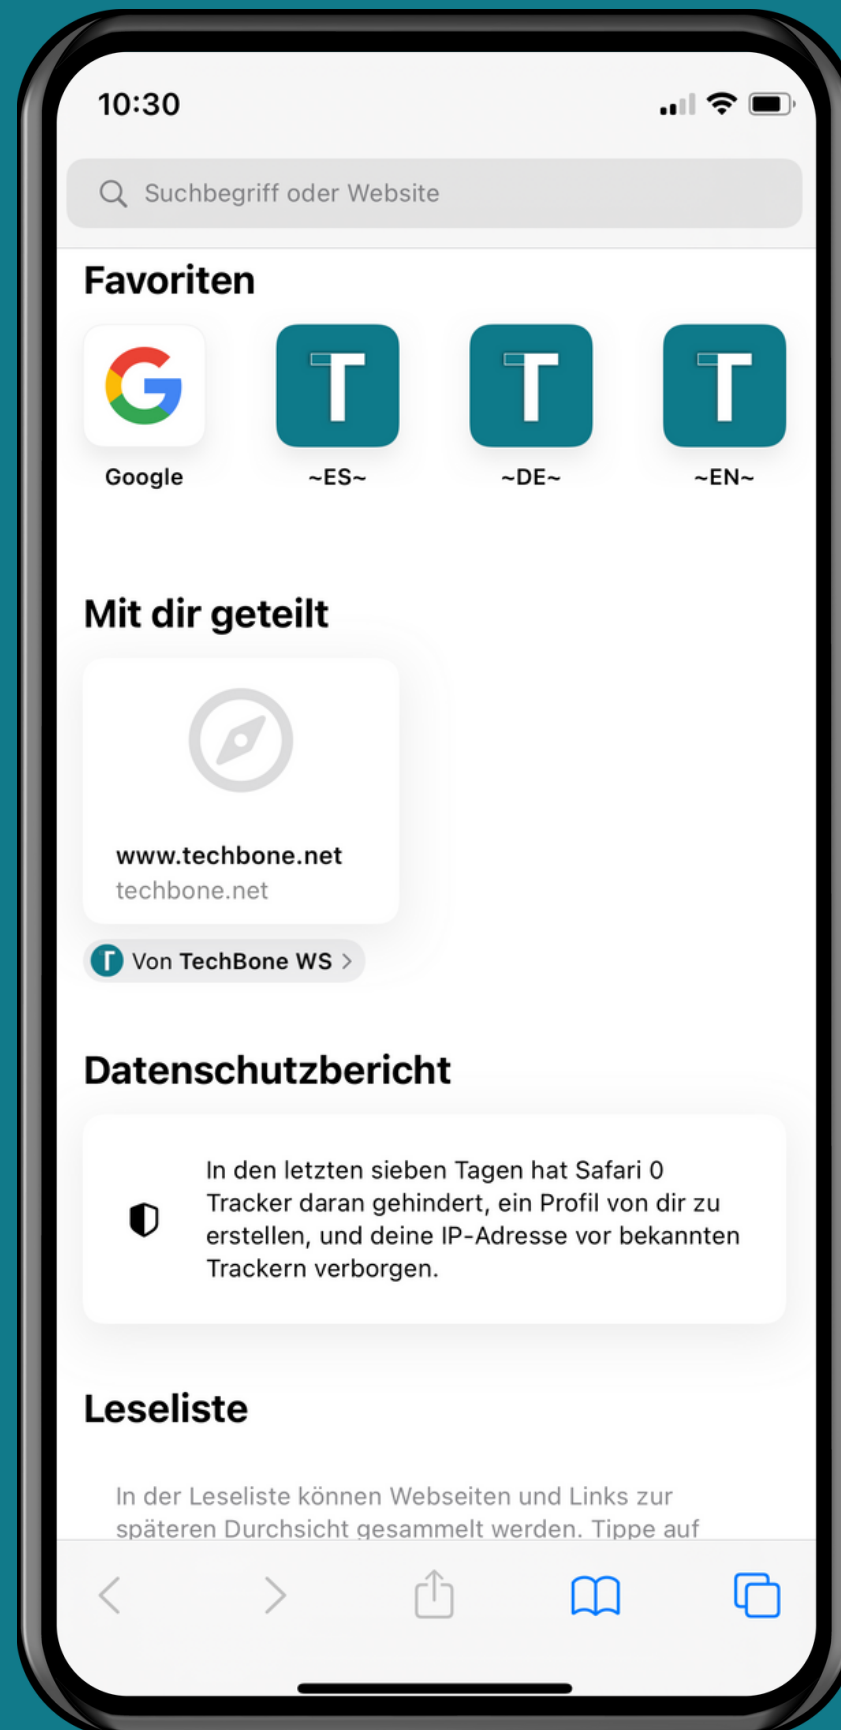 10:30
Suchbegriff oder Website
Favoriten
Google
~ES~
~DE~
~EN~
Mit dir geteilt
www.techbone.net
techbone.net
Von TechBone WS >
Datenschutzbericht
In den letzten sieben Tagen hat Safari 0
Tracker daran gehindert, ein Profil von dir zu
erstellen, und deine IP-Adresse vor bekannten
Trackern verborgen.
Leseliste
In der Leseliste können Webseiten und Links zur
späteren Durchsicht gesammelt werden. Tippe auf